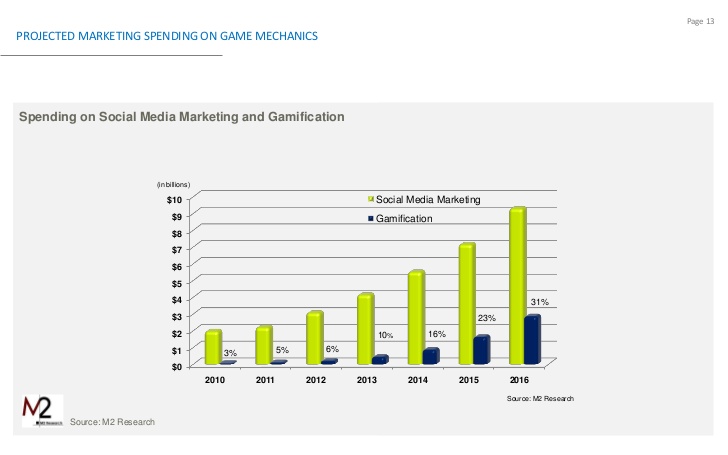 Page 13
PROJECTED MARKETING SPENDING ON GAME MECHANICS
Spending on Social Media Marketing and Gamification
(in billions)
Social Media Marketing
Gamification
$10
$9
$8
$7
$6
$5
$4
$3
$2
$1
$0
3%
5%
6%
10%
16%
23%
31%
2010
2011
2012
2013
2014
2015
2016
Source: M2 Research
M2
M2 Research
Source: M2 Research